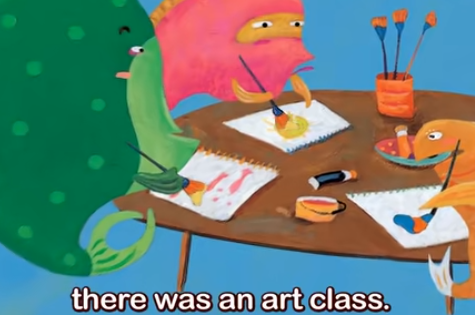 there was an art class.